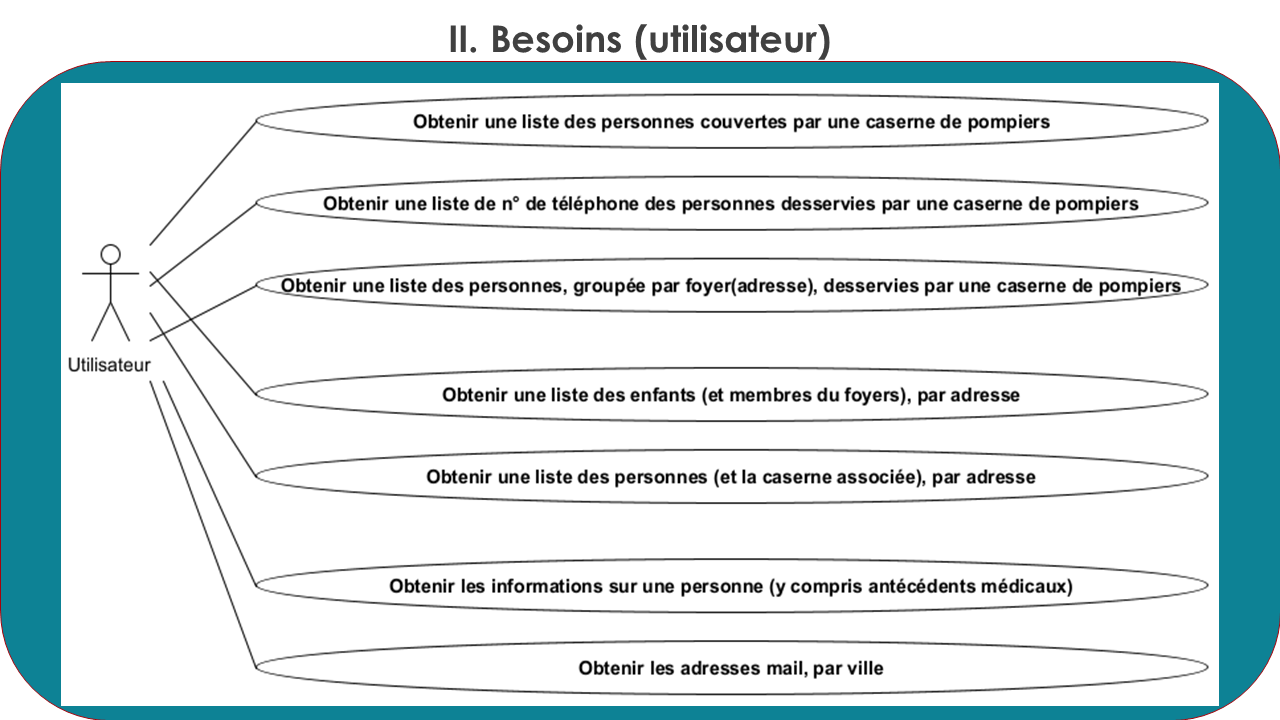 II. Besoins (utilisateur)
Obtenir une liste des personnes couvertes par une caserne de pompiers
Obtenir une liste de n° de téléphone des personnes desservies par une caserne de pompiers
Obtenir une liste des personnes, groupée par foyer(adresse), desservies par une caserne de pompiers
Utilisateur
Obtenir une liste des enfants (et membres du foyers), par adresse
Obtenir une liste des personnes (et la caserne associée), par adresse
Obtenir les informations sur une personne (y compris antécédents médicaux)
Obtenir les adresses mail, par ville